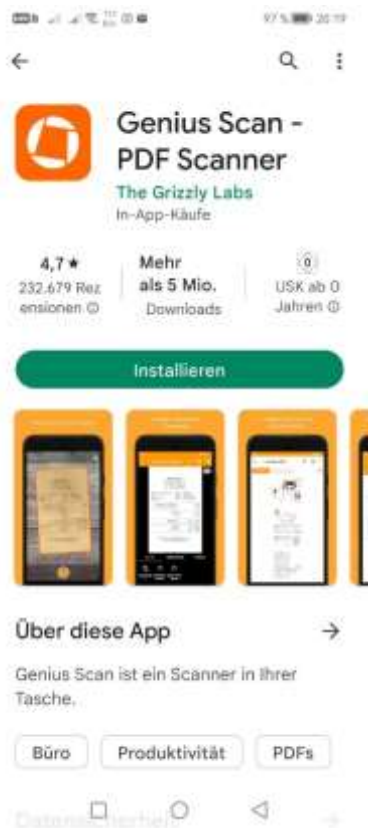 97 % 20:19
Genius Scan -
PDF Scanner
The Grizzly Labs
In-App-Käufe
4,7★
232.679 Rez
ensionen
Mehr
als 5 Mio.
Downloads
0
USK ab 0
Jahren
Installieren
Über diese App
Genius Scan ist ein Scanner in Ihrer
Tasche.
Büro
Produktivität
PDFs
Datensicherheit